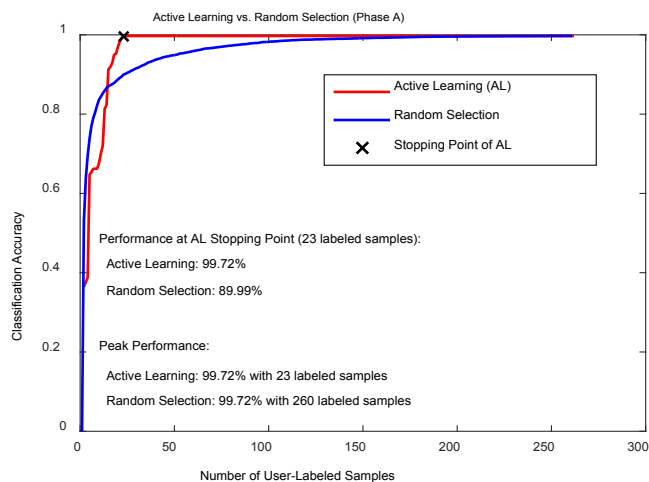 Active Learning vs. Random Selection (Phase A)
1
0.8
0.6
0.4
0.2
0
Classification Accuracy
Active Learning (AL)
Random Selection
Stopping Point of AL
Performance at AL Stopping Point (23 labeled samples):
Active Learning: 99.72%
Random Selection: 89.99%
Peak Performance:
Active Learning: 99.72% with 23 labeled samples
Random Selection: 99.72% with 260 labeled samples
0 50 100 150 200 250 300
Number of User-Labeled Samples